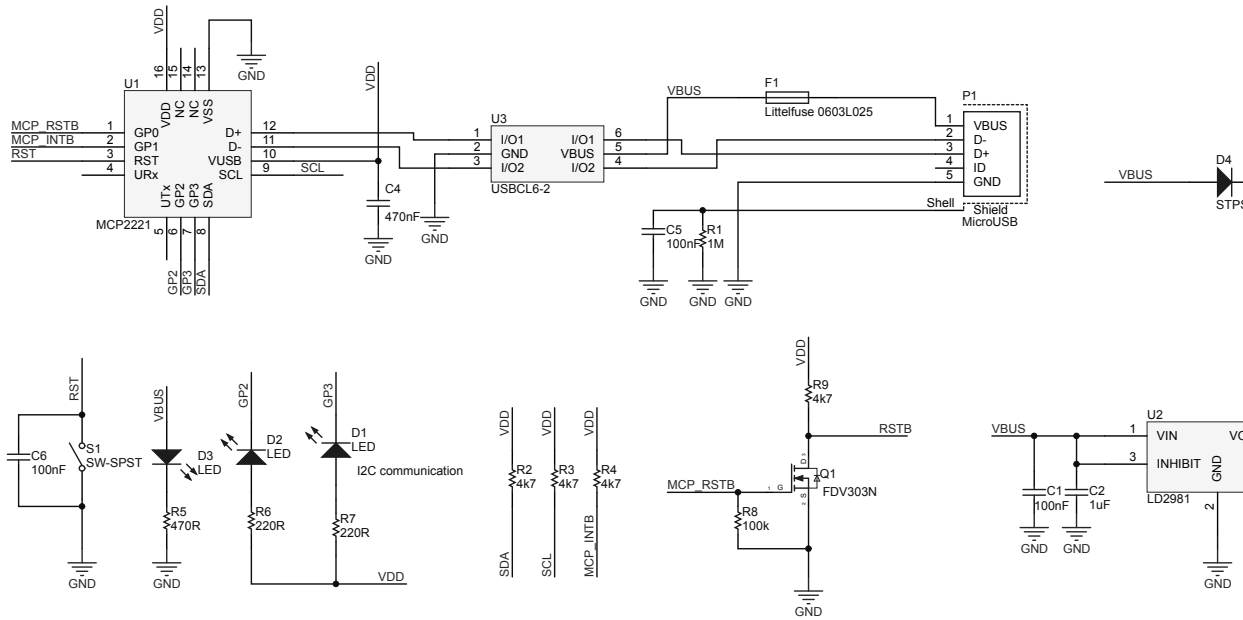 VDD
GND
U1
16 15 14 13
VDD NC NC VSS
MCP_RSTB 1 GP0 D+ 12
MCP_INTB 2 GP1 D- 11
RST 3 RST VUSB 10
4 URx SCL 9 SCL
UTx GP2 GP3 SDA
MCP2221
5 6 7 8
GP2 GP3 SDA
VDD
C4
470nF
GND
GND
U3
1 I/O1 I/O1 6
2 GND VBUS 5
3 I/O2 I/O2 4
USBCL6-2
VBUS
F1
Littelfuse 0603L025
P1
1 VBUS
2 D-
3 D+
4 ID
5 GND
Shell Shield
MicroUSB
C5
100nF
R1
1M
GND GND GND
VBUS
D4
STPS
RST
C6
100nF
S1
SW-SPST
GND
VBUS
D3
LED
R5
470R
GND
GP2
D2
LED
R6
220R
GP3
D1
LED
I2C communication
R7
220R
VDD
VDD VDD VDD
R2
4k7
R3
4k7
R4
4k7
SDA SCL MCP_INTB
VDD
R9
4k7
RSTB
D 3
MCP_RSTB
1 G
Q1
FDV303N
2 S
R8
100k
GND
U2
VBUS
1 VIN VO
3 INHIBIT
GND
LD2981
2
C1
100nF
C2
1uF
GND GND
GND